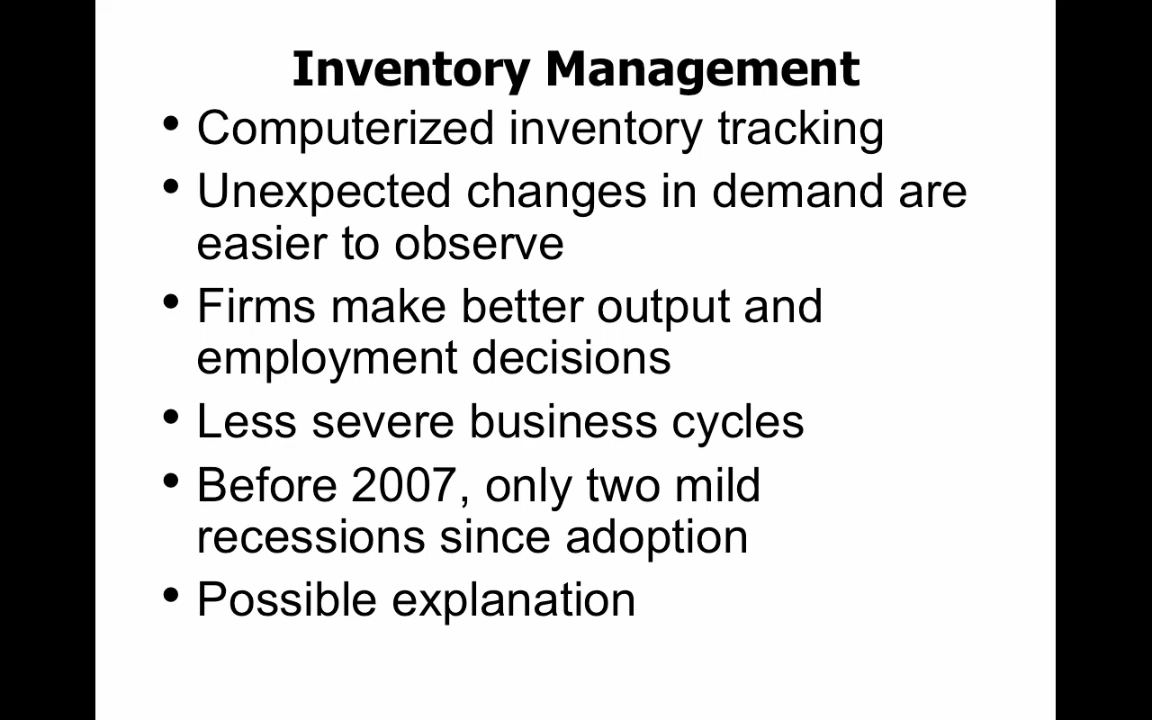 Inventory Management
• Computerized inventory tracking
• Unexpected changes in demand are
easier to observe
• Firms make better output and
employment decisions
• Less severe business cycles
• Before 2007, only two mild
recessions since adoption
• Possible explanation